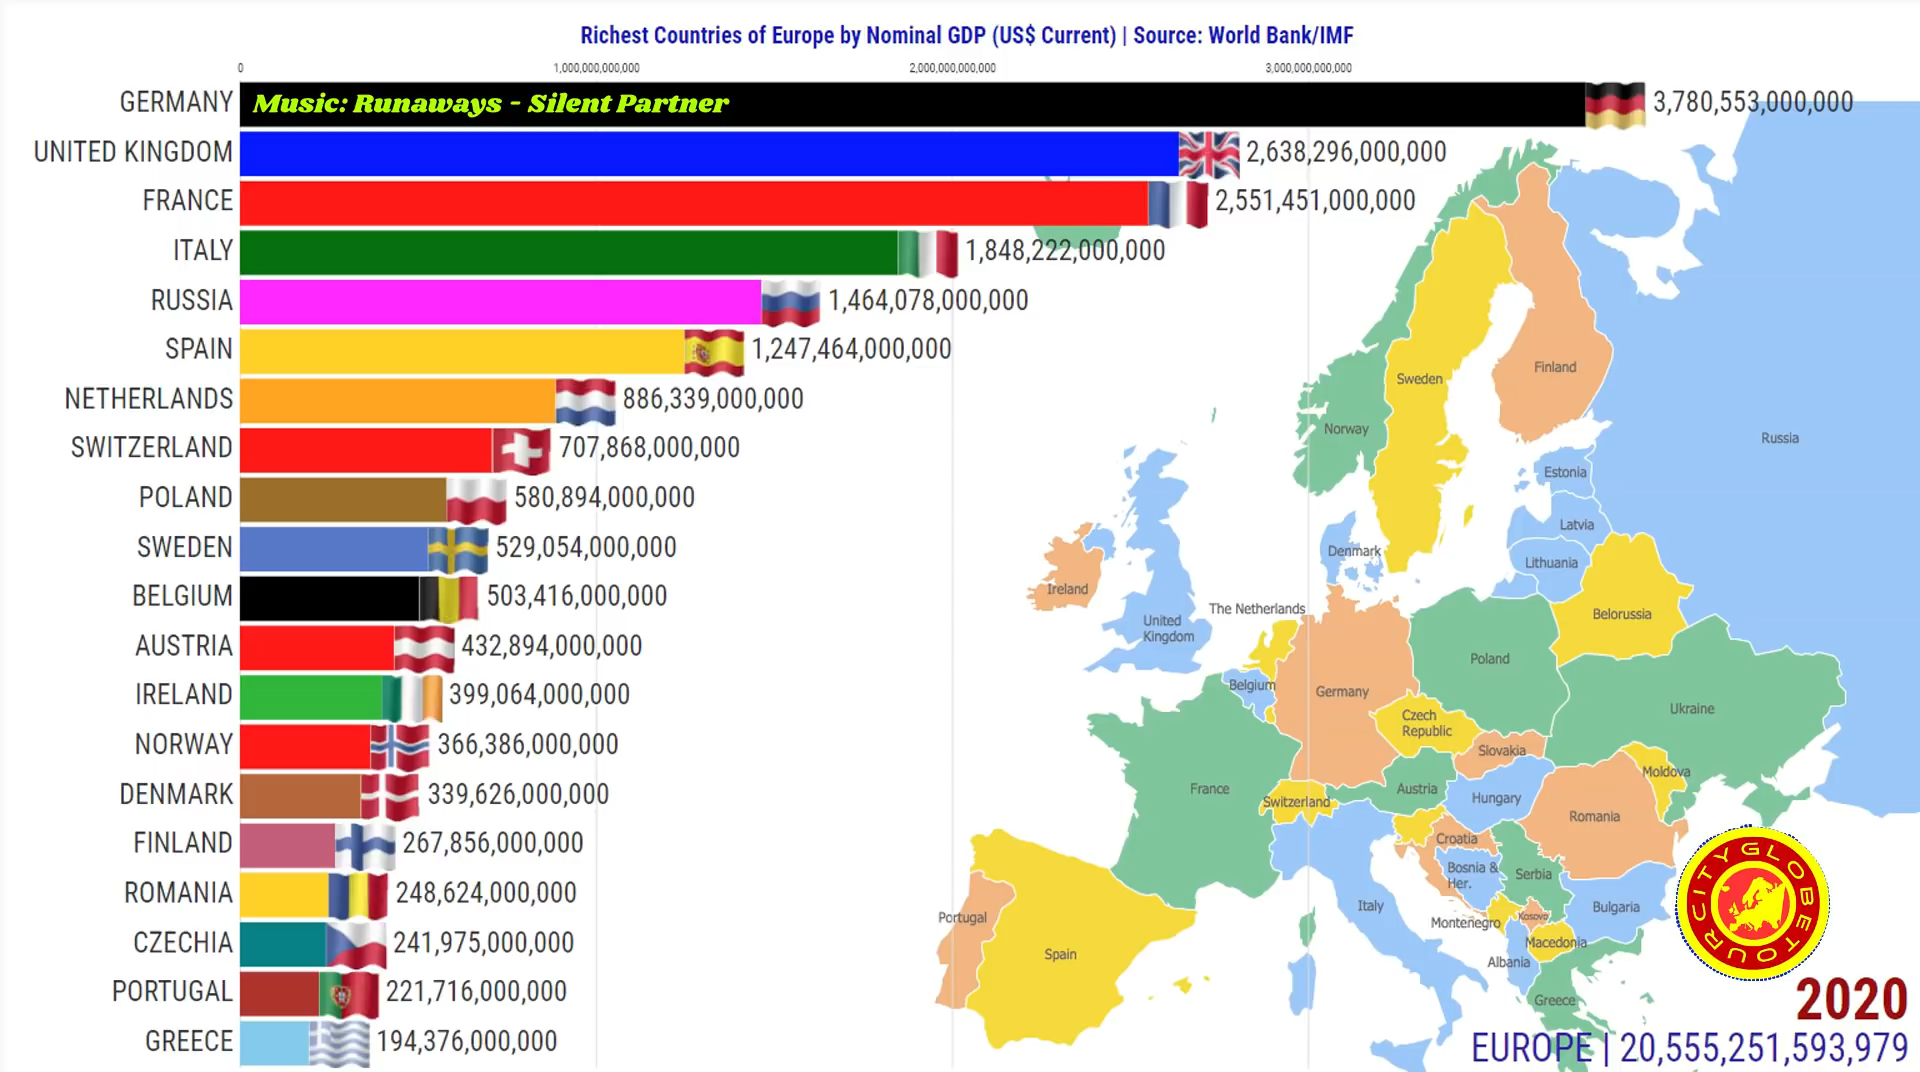 Richest Countries of Europe by Nominal GDP (US$ Current) | Source: World Bank/IMF
0 1,000,000,000,000 2,000,000,000,000 3,000,000,000,000
GERMANY Music: Runaways - Silent Partner 3,780,553,000,000
UNITED KINGDOM 2,638,296,000,000
FRANCE 2,551,451,000,000
ITALY 1,848,222,000,000
RUSSIA 1,464,078,000,000
SPAIN 1,247,464,000,000
NETHERLANDS 886,339,000,000
SWITZERLAND 707,868,000,000
POLAND 580,894,000,000
SWEDEN 529,054,000,000
BELGIUM 503,416,000,000
AUSTRIA 432,894,000,000
IRELAND 399,064,000,000
NORWAY 366,386,000,000
DENMARK 339,626,000,000
FINLAND 267,856,000,000
ROMANIA 248,624,000,000
CZECHIA 241,975,000,000
PORTUGAL 221,716,000,000
GREECE 194,376,000,000
Finland
Sweden
Norway
Russia
Estonia
Latvia
Denmark
Lithuania
Ireland
The Netherlands
United
Kingdom
Belorussia
Poland
Belgium
Germany
Ukraine
Czech
Republic
Slovakia
Moldova
France
Switzerland
Austria
Hungary
Romania
Croatia
Bosnia &
Her.
Serbia
Italy
Bulgaria
Portugal
Montenegro
Kosovo
Macedonia
Spain
Albania
Greece
CITY GLOBE TOUR
2020
EUROPE | 20,555,251,593,979